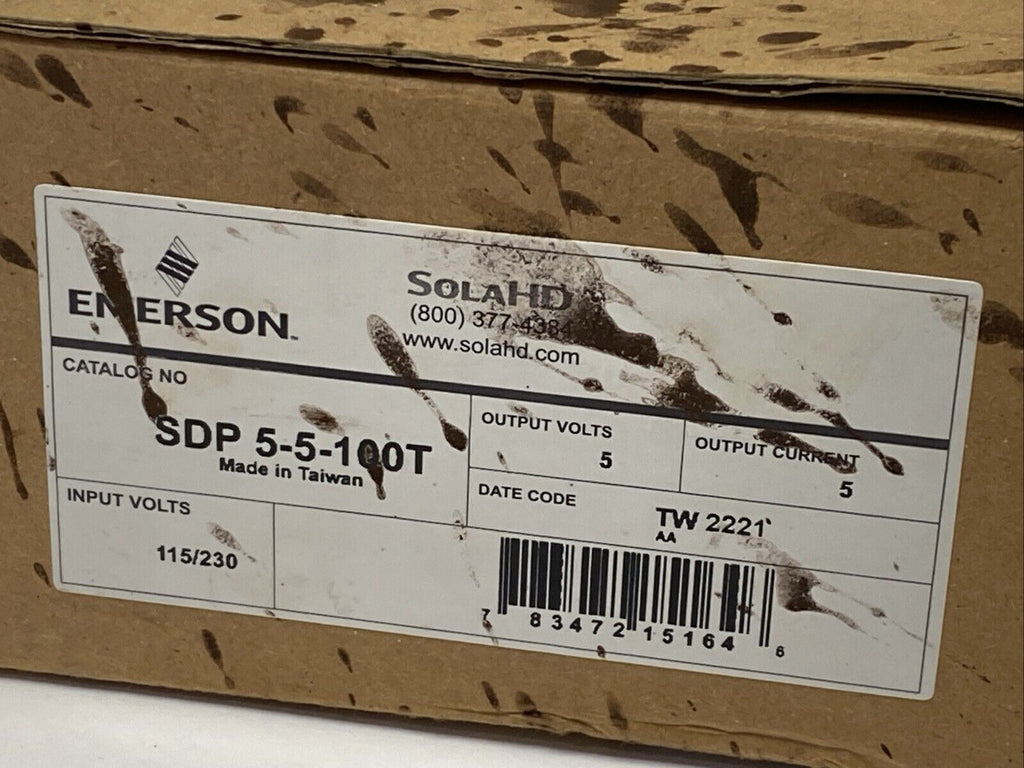 EMERSON™
SOLAHD
(800) 377-4384
www.solahd.com
CATALOG NO
SDP 5-5-100T
Made in Taiwan
OUTPUT VOLTS
5
OUTPUT CURRENT
5
DATE CODE
TW 2221
AA
INPUT VOLTS
115/230
7 83472 15164 6